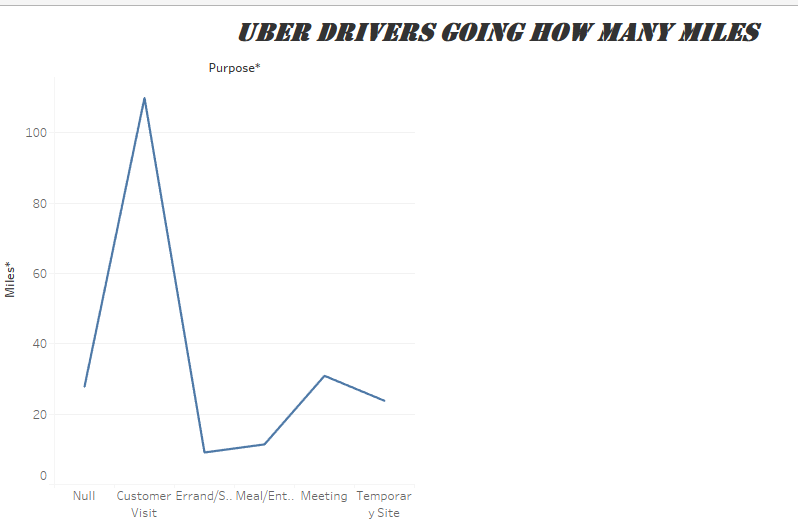 UBER DRIVERS GOING HOW MANY MILES
Purpose*
100
80
60
40
20
0
Miles*
Null
Customer
Visit
Errand/S..
Meal/Ent..
Meeting
Temporar
y Site